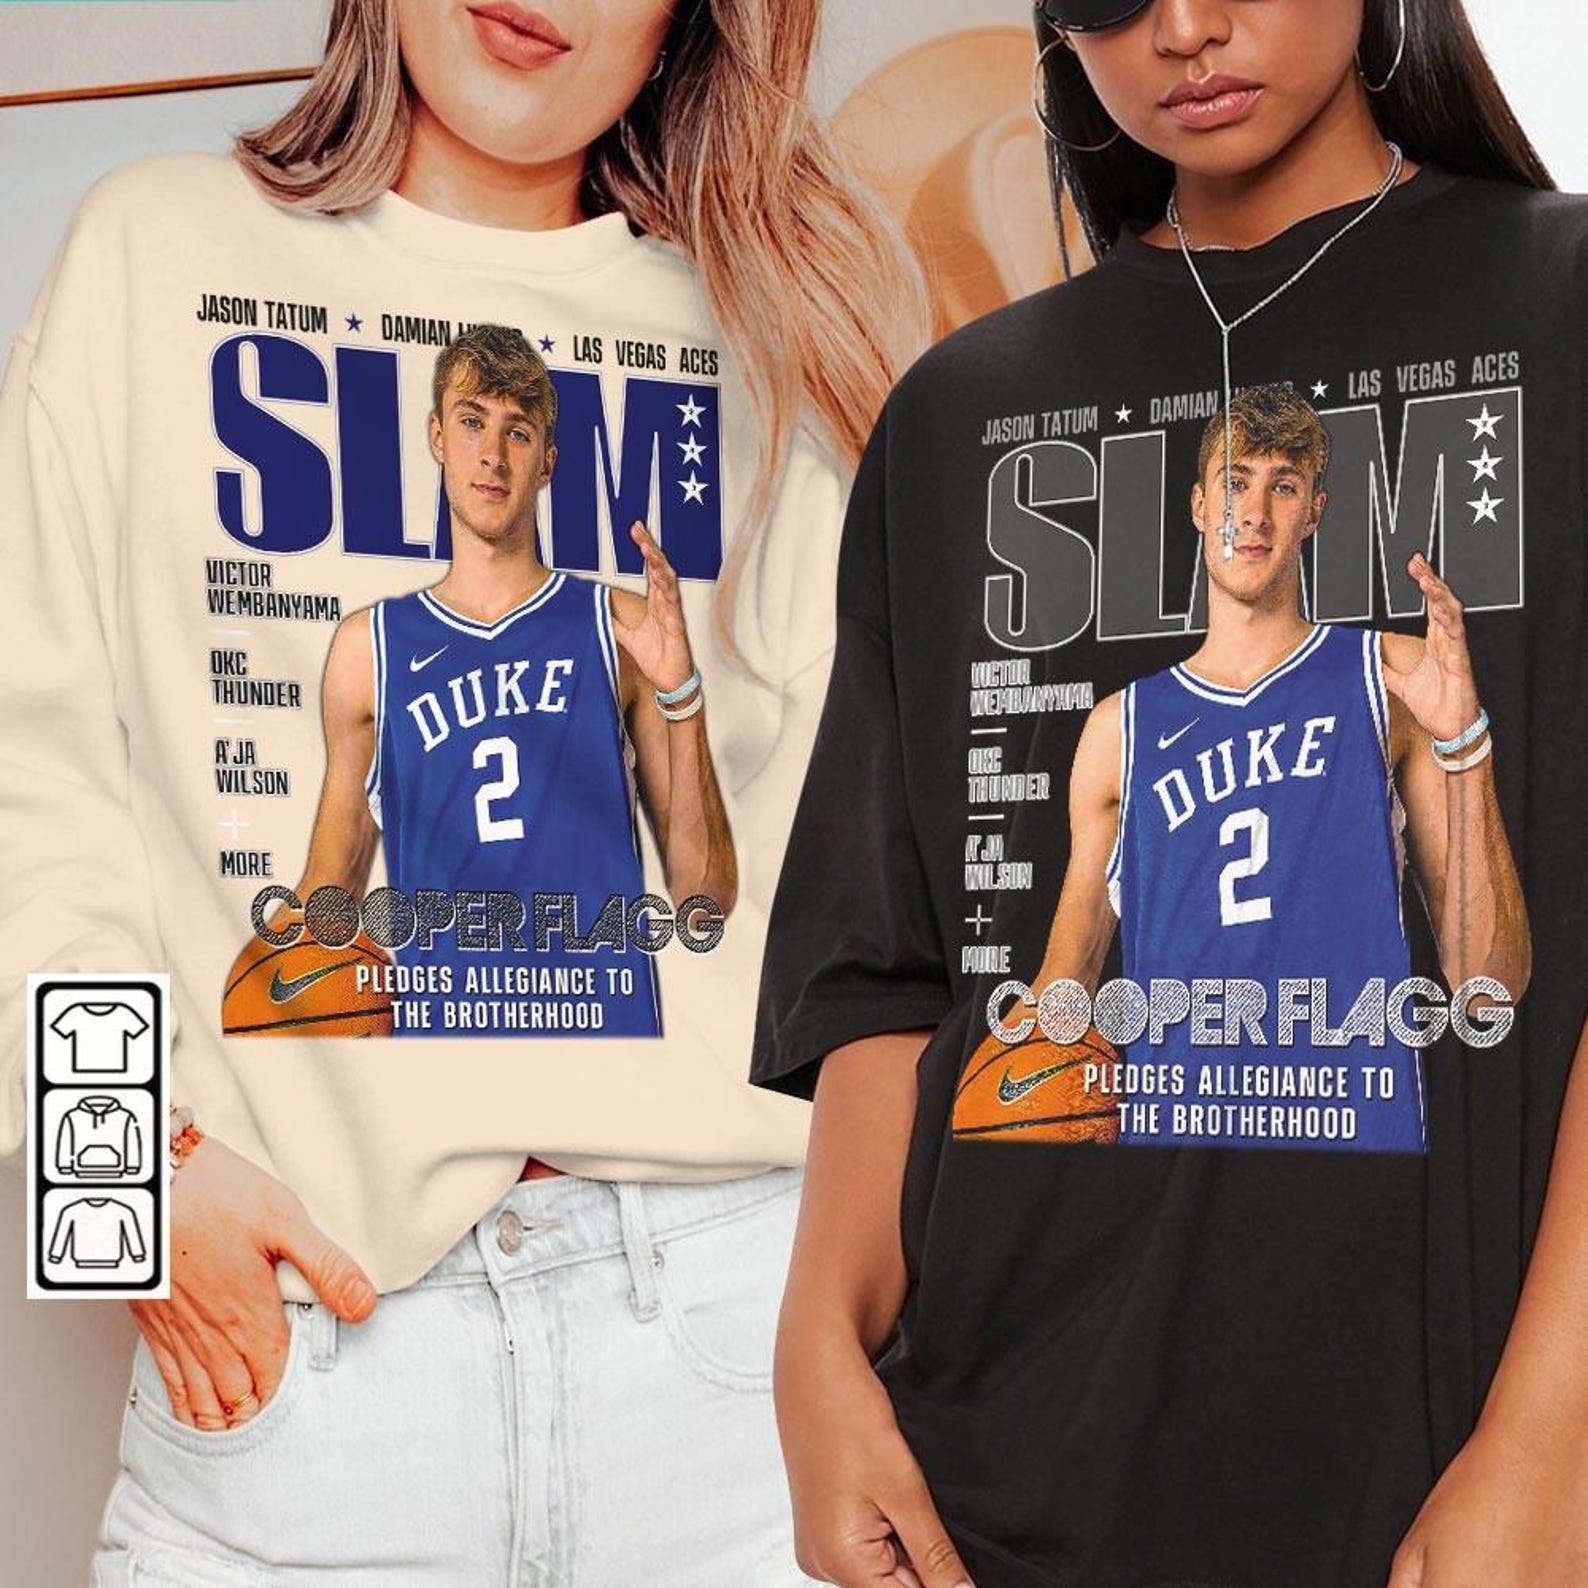 JASON TATUM ★ DAMIAN ★ LAS VEGAS ACES
SLAM
VICTOR
WEMBANYAMA
OKC
THUNDER
A'JA
WILSON
+
MORE
DUKE
2
COOPER FLAGG
PLEDGES ALLEGIANCE TO
THE BROTHERHOOD
JASON TATUM ★ DAMIAN ★ LAS VEGAS ACES
SLAM
VICTOR
WEMBANYAMA
OKC
THUNDER
A'JA
WILSON
+
MORE
DUKE
2
COOPER FLAGG
PLEDGES ALLEGIANCE TO
THE BROTHERHOOD